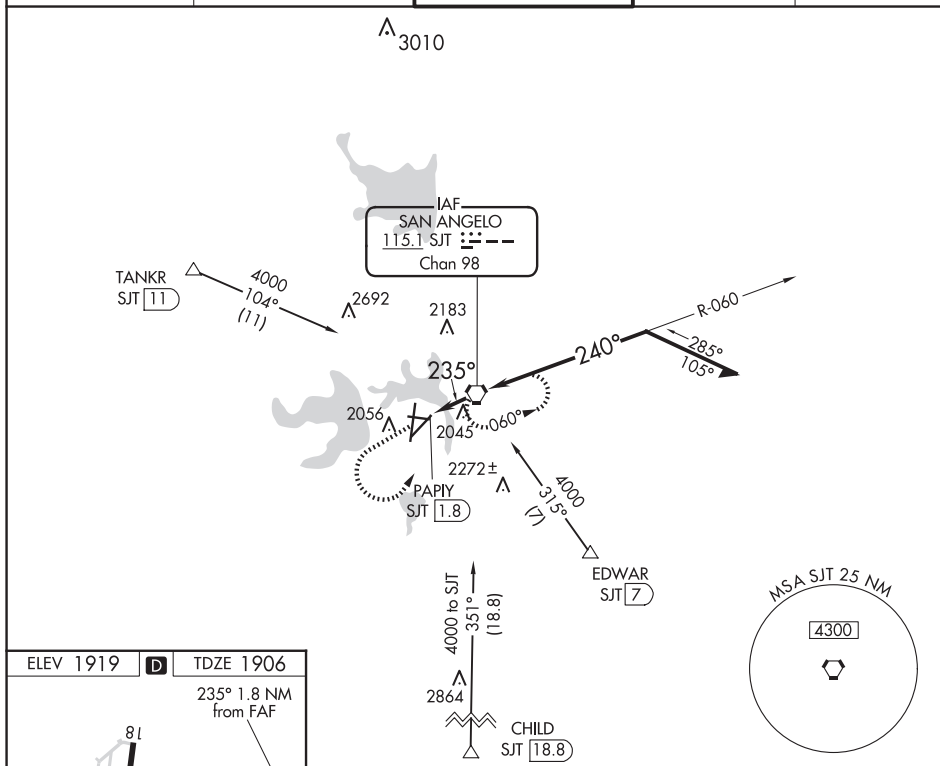 3010
IAF
SAN ANGELO
115.1 SJT
Chan 98
TANKR
SJT 11
4000
104°
(11)
2692
2183
R-060
285°
105°
240°
235°
2056
2045
060°
2272±
PAPIY
SJT 1.8
4000
315°
(7)
EDWAR
SJT 7
MSA SJT 25 NM
4300
4000 to SJT
351°
(18.8)
2864
CHILD
SJT 18.8
ELEV 1919 D TDZE 1906
235° 1.8 NM
from FAF
18